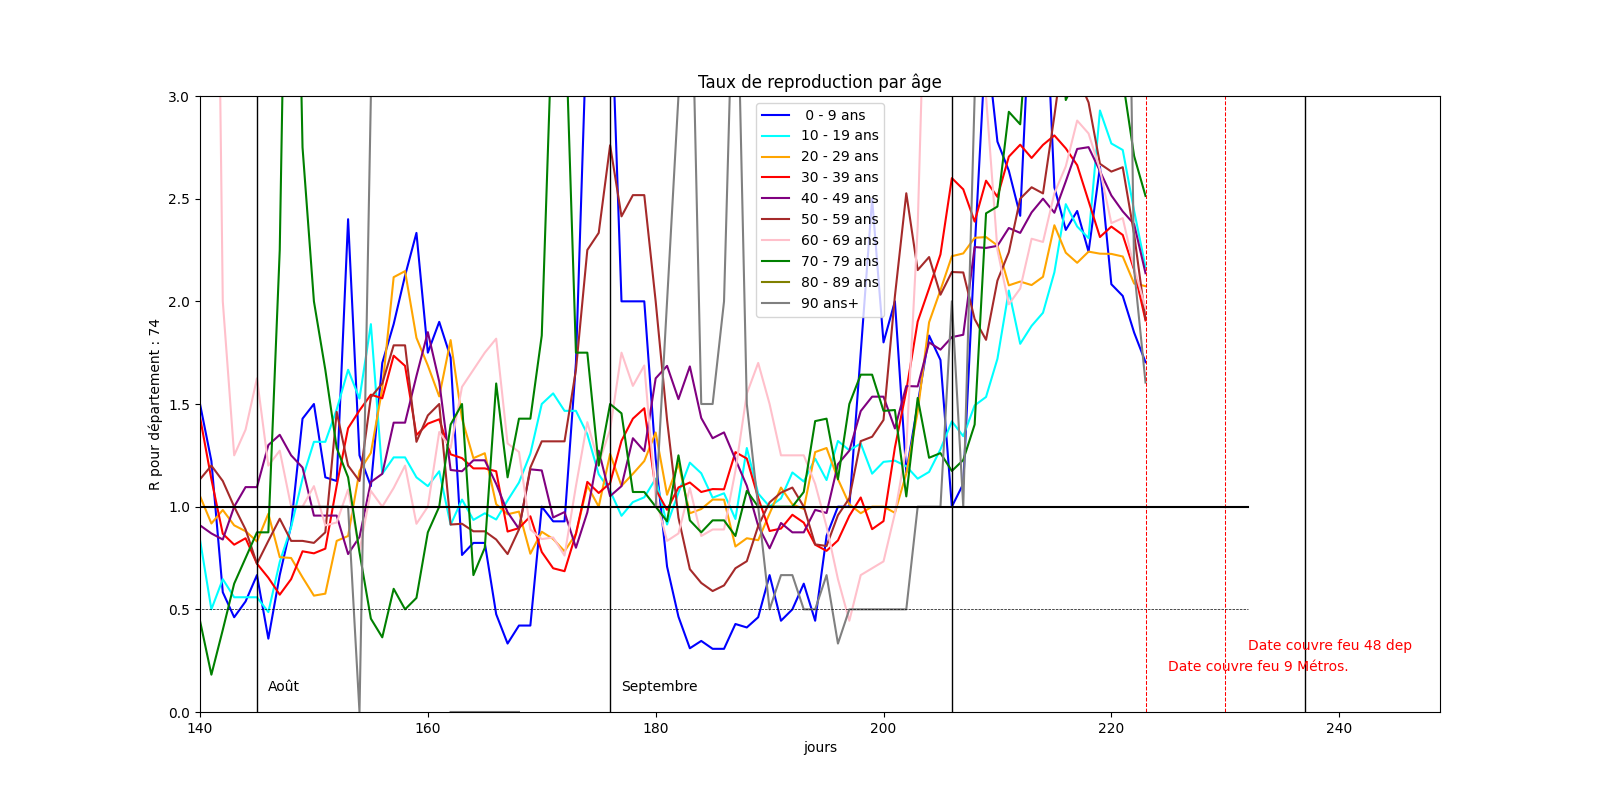 Taux de reproduction par âge
R pour département : 74
3.0
2.5
2.0
1.5
1.0
0.5
0.0
0 - 9 ans
10 - 19 ans
20 - 29 ans
30 - 39 ans
40 - 49 ans
50 - 59 ans
60 - 69 ans
70 - 79 ans
80 - 89 ans
90 ans+
Date couvre feu 48 dep
Date couvre feu 9 Métros.
Août
Septembre
140
160
180
200
220
240
jours